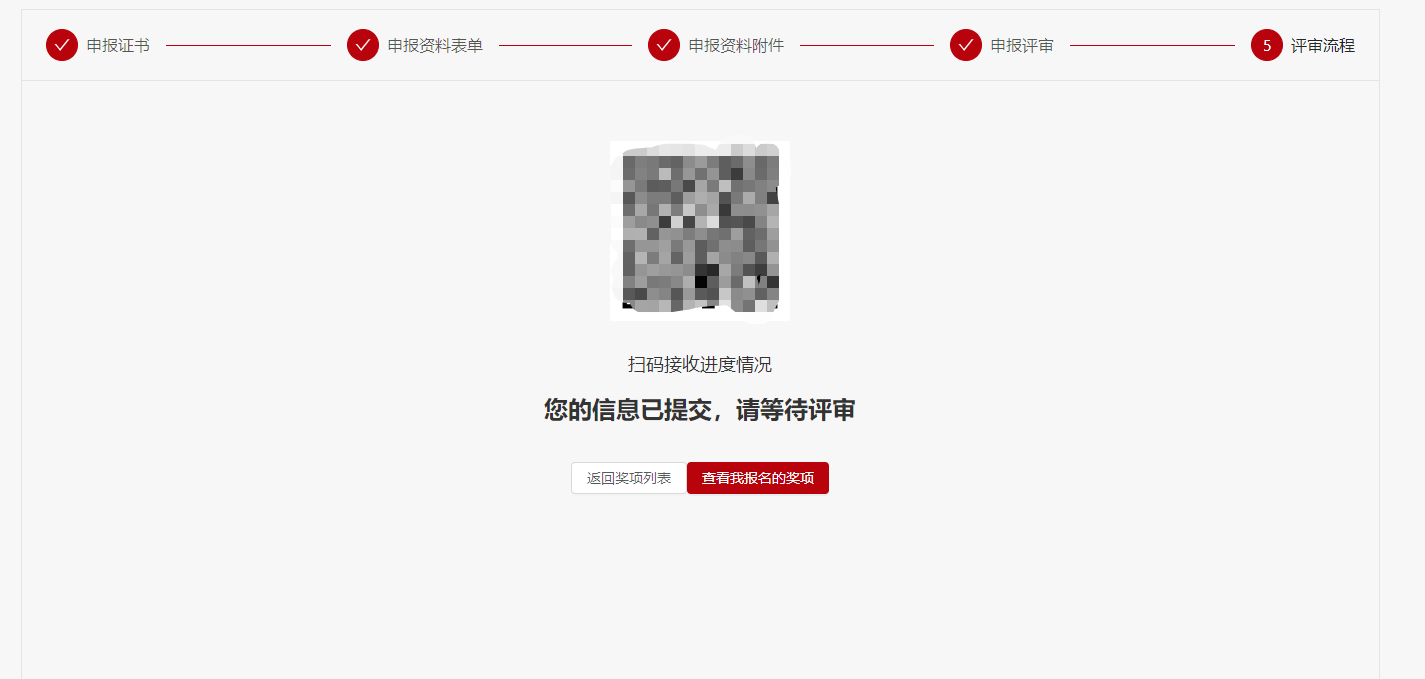 申报证书 申报资料表单 申报资料附件 申报评审 5 评审流程
扫码接收进度情况
您的信息已提交，请等待评审
返回奖项列表 查看我报名的奖项